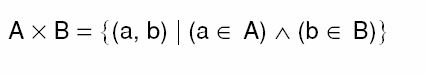 A × B = {(a, b) | (a ∈ A) ∧ (b ∈ B)}